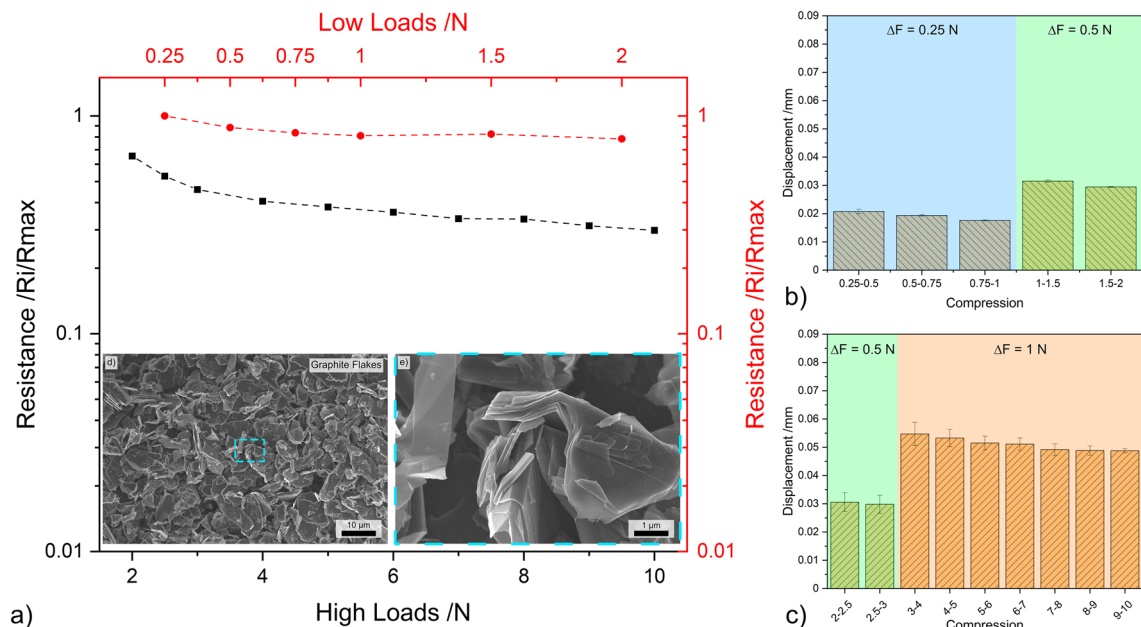 a)
Low Loads /N
0.25 0.5 0.75 1 1.5 2
Resistance /Ri/Rmax
1
0.1
0.01
Resistance /Ri/Rmax
1
0.1
0.01
d)
Graphite Flakes
10 µm
e)
1 µm
2 4 6 8 10
High Loads /N
b)
ΔF = 0.25 N
ΔF = 0.5 N
Displacement /mm
0.09
0.08
0.07
0.06
0.05
0.04
0.03
0.02
0.01
0
0.25-0.5 0.5-0.75 0.75-1 1-1.5 1.5-2
Compression
c)
ΔF = 0.5 N
ΔF = 1 N
Displacement /mm
0.09
0.08
0.07
0.06
0.05
0.04
0.03
0.02
0.01
0
2-2.5 2.5-3 3-4 4-5 5-6 6-7 7-8 8-9 9-10
Compression